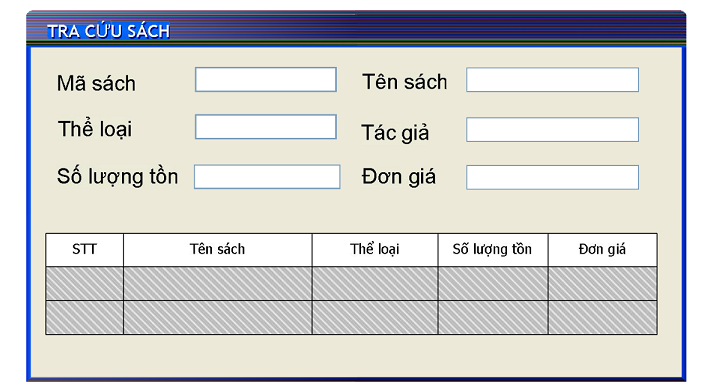 TRA CỨU SÁCH
Mã sách Tên sách
Thể loại Tác giả
Số lượng tồn Đơn giá
STT Tên sách Thể loại Số lượng tồn Đơn giá